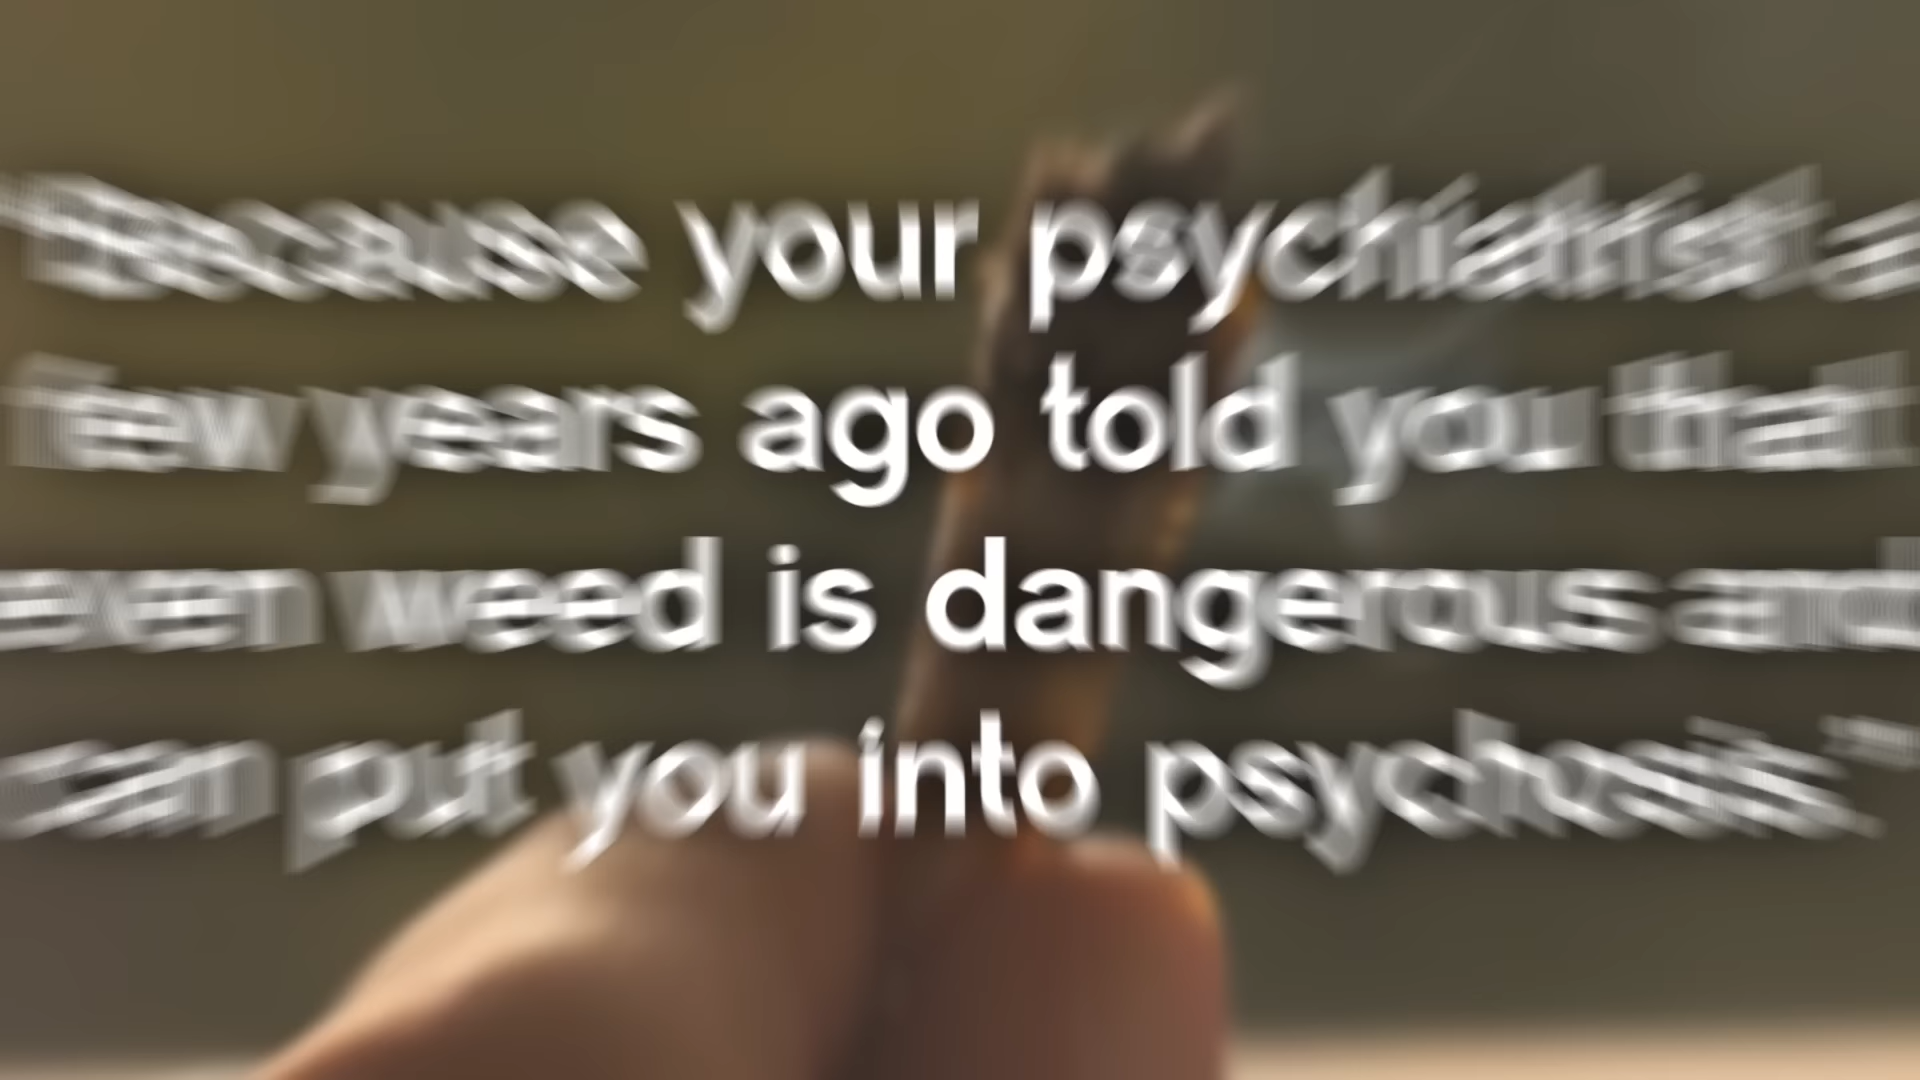 "Because your psychiatrist a
few years ago told you that
even weed is dangerous and
can put you into psychosis."